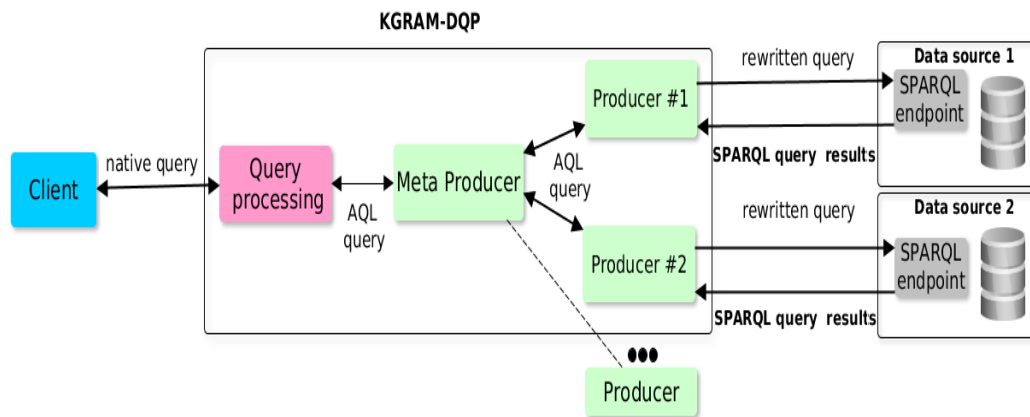 KGRAM-DQP
Client
native query
Query
processing
AQL
query
Meta Producer
AQL
query
Producer #1
Producer #2
rewritten query
SPARQL query results
Data source 1
SPARQL
endpoint
rewritten query
SPARQL query results
Data source 2
SPARQL
endpoint
Producer